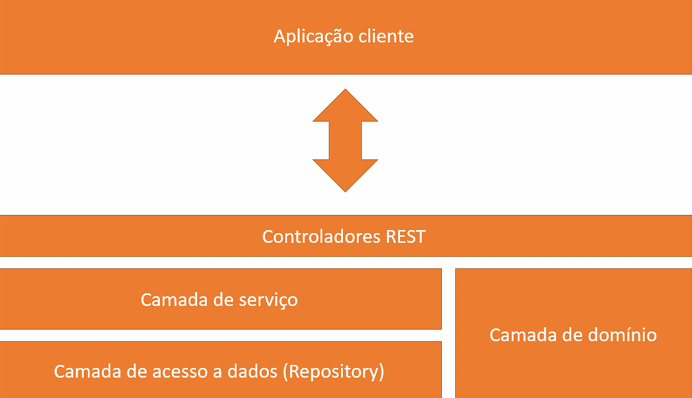 Aplicação cliente
Controladores REST
Camada de serviço
Camada de domínio
Camada de acesso a dados (Repository)